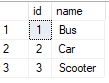 id name
1 1 Bus
2 2 Car
3 3 Scooter